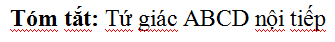 Tóm tắt: Tứ giác ABCD nội tiếp